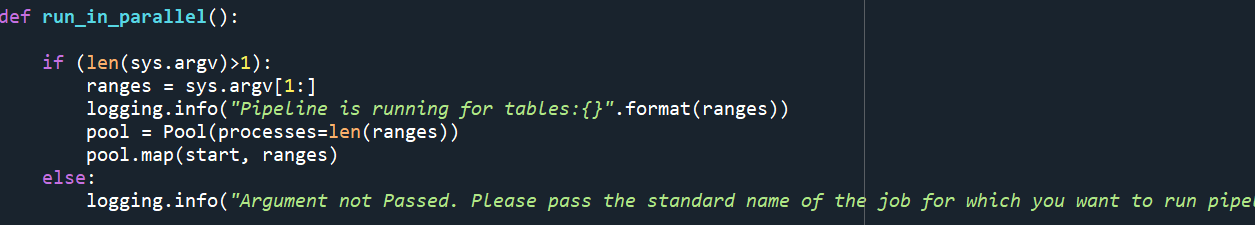 def run_in_parallel():
if (len(sys.argv)>1):
ranges = sys.argv[1:]
logging.info("Pipeline is running for tables:{}".format(ranges))
pool = Pool(processes=len(ranges))
pool.map(start, ranges)
else:
logging.info("Argument not Passed. Please pass the standard name of the job for which you want to run